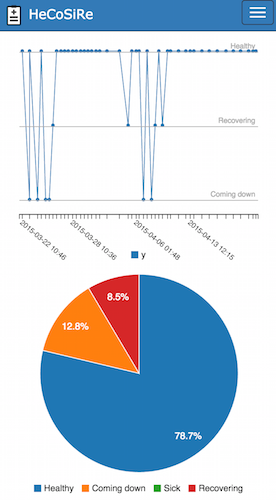 HeCoSiRe
Healthy
Recovering
Coming down
2015-03-22 10:46
2015-03-28 10:36
2015-04-06 01:48
2015-04-13 12:15
y
8.5%
12.8%
78.7%
Healthy Coming down Sick Recovering